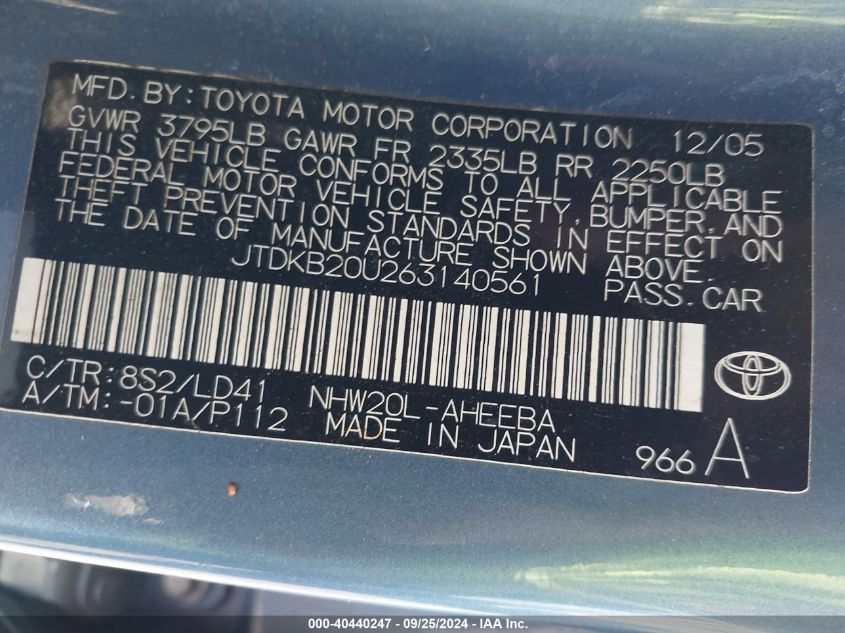 MFD. BY: TOYOTA MOTOR CORPORATION 12/05
GVWR 3795LB GAWR FR 2335LB RR 2250LB
THIS VEHICLE CONFORMS TO ALL APPLICABLE
FEDERAL MOTOR VEHICLE SAFETY, BUMPER, AND
THEFT PREVENTION STANDARDS IN EFFECT ON
THE DATE OF MANUFACTURE SHOWN ABOVE.
JTDKB20U263140561 PASS. CAR
C/TR: 8S2/LD41 NHW20L-AHEEBA
A/TM: -01A/P112 MADE IN JAPAN 966 A
000-40440247 - 09/25/2024 - IAA Inc.